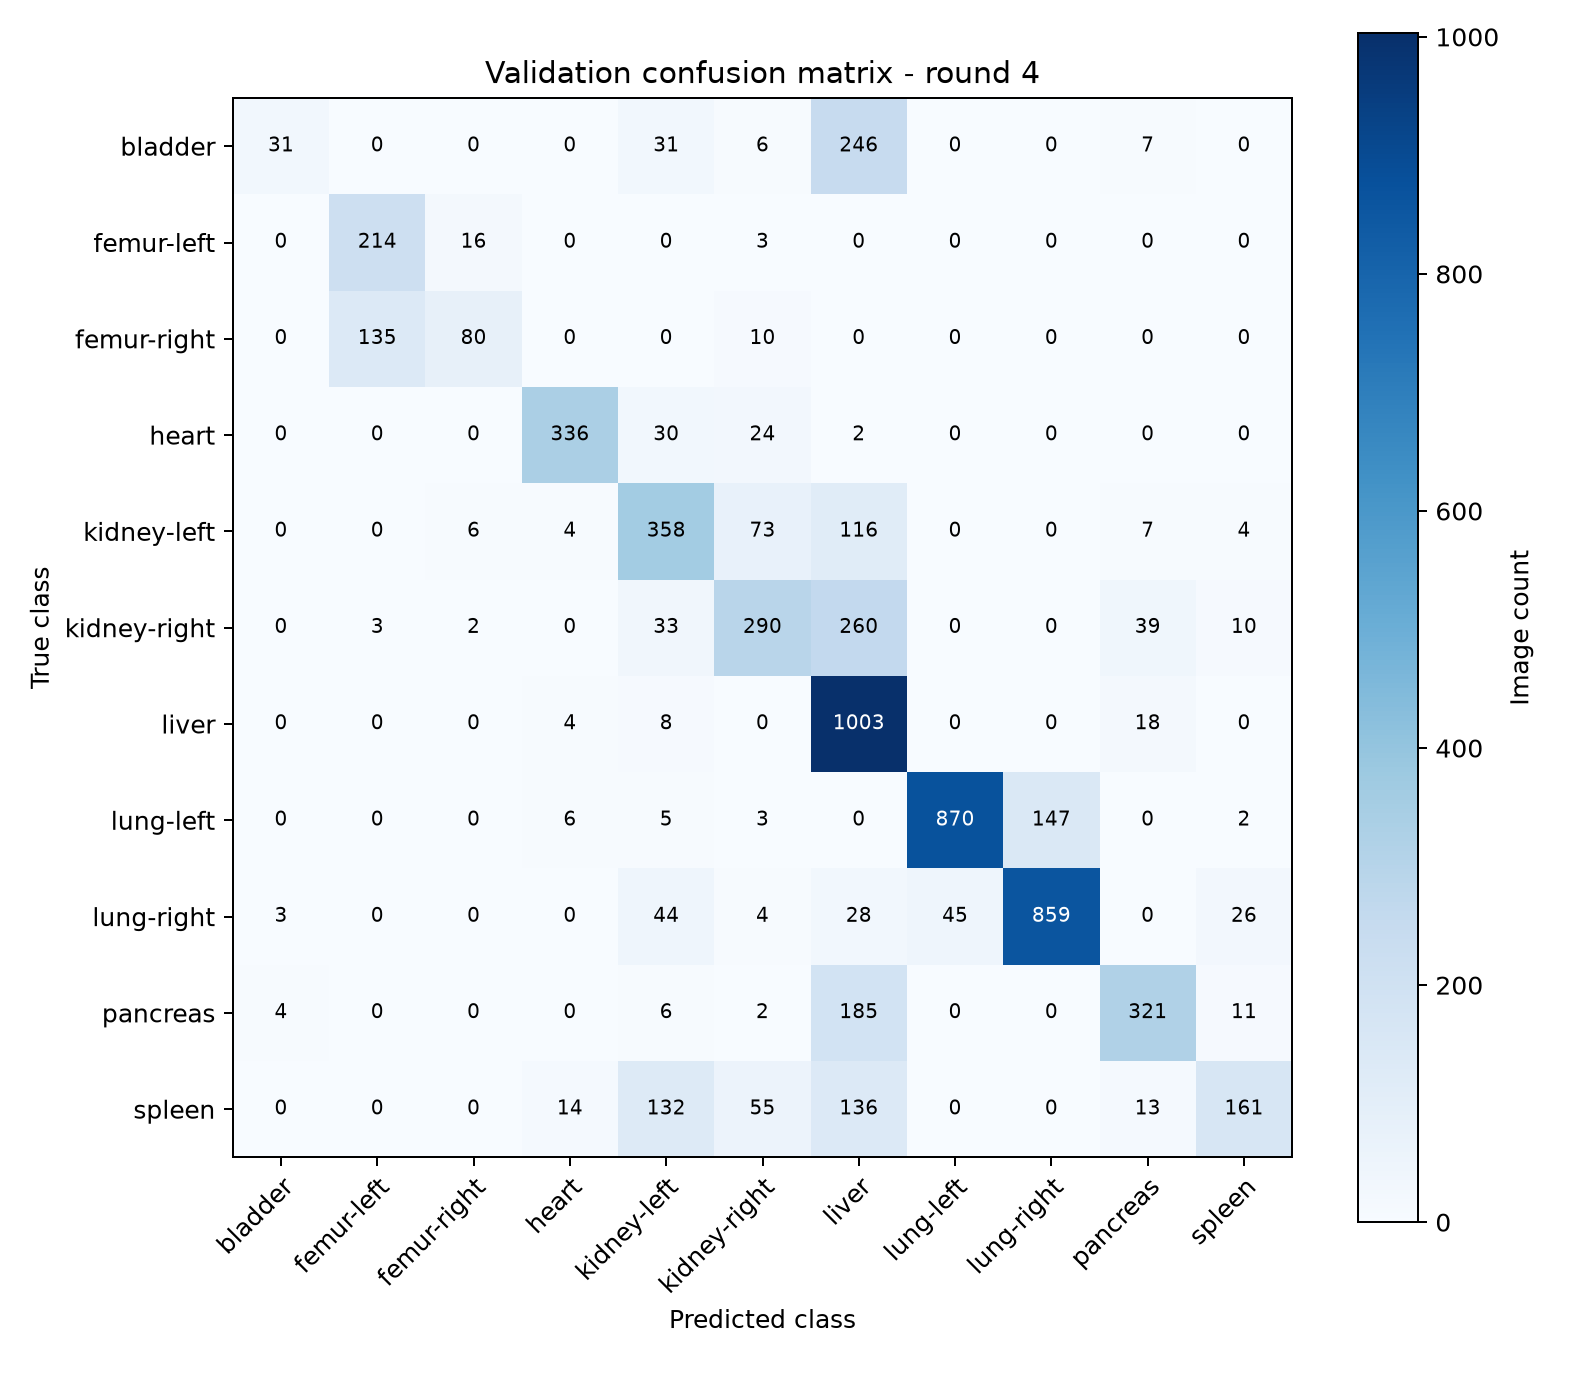 Validation confusion matrix - round 4
bladder 31 0 0 0 31 6 246 0 0 7 0
femur-left 0 214 16 0 0 3 0 0 0 0 0
femur-right 0 135 80 0 0 10 0 0 0 0 0
heart 0 0 0 336 30 24 2 0 0 0 0
kidney-left 0 0 6 4 358 73 116 0 0 7 4
kidney-right 0 3 2 0 33 290 260 0 0 39 10
liver 0 0 0 4 8 0 1003 0 0 18 0
lung-left 0 0 0 6 5 3 0 870 147 0 2
lung-right 3 0 0 0 44 4 28 45 859 0 26
pancreas 4 0 0 0 6 2 185 0 0 321 11
spleen 0 0 0 14 132 55 136 0 0 13 161
bladder femur-left femur-right heart kidney-left kidney-right liver lung-left lung-right pancreas spleen
Predicted class
True class
1000
800
600
400
200
0
Image count